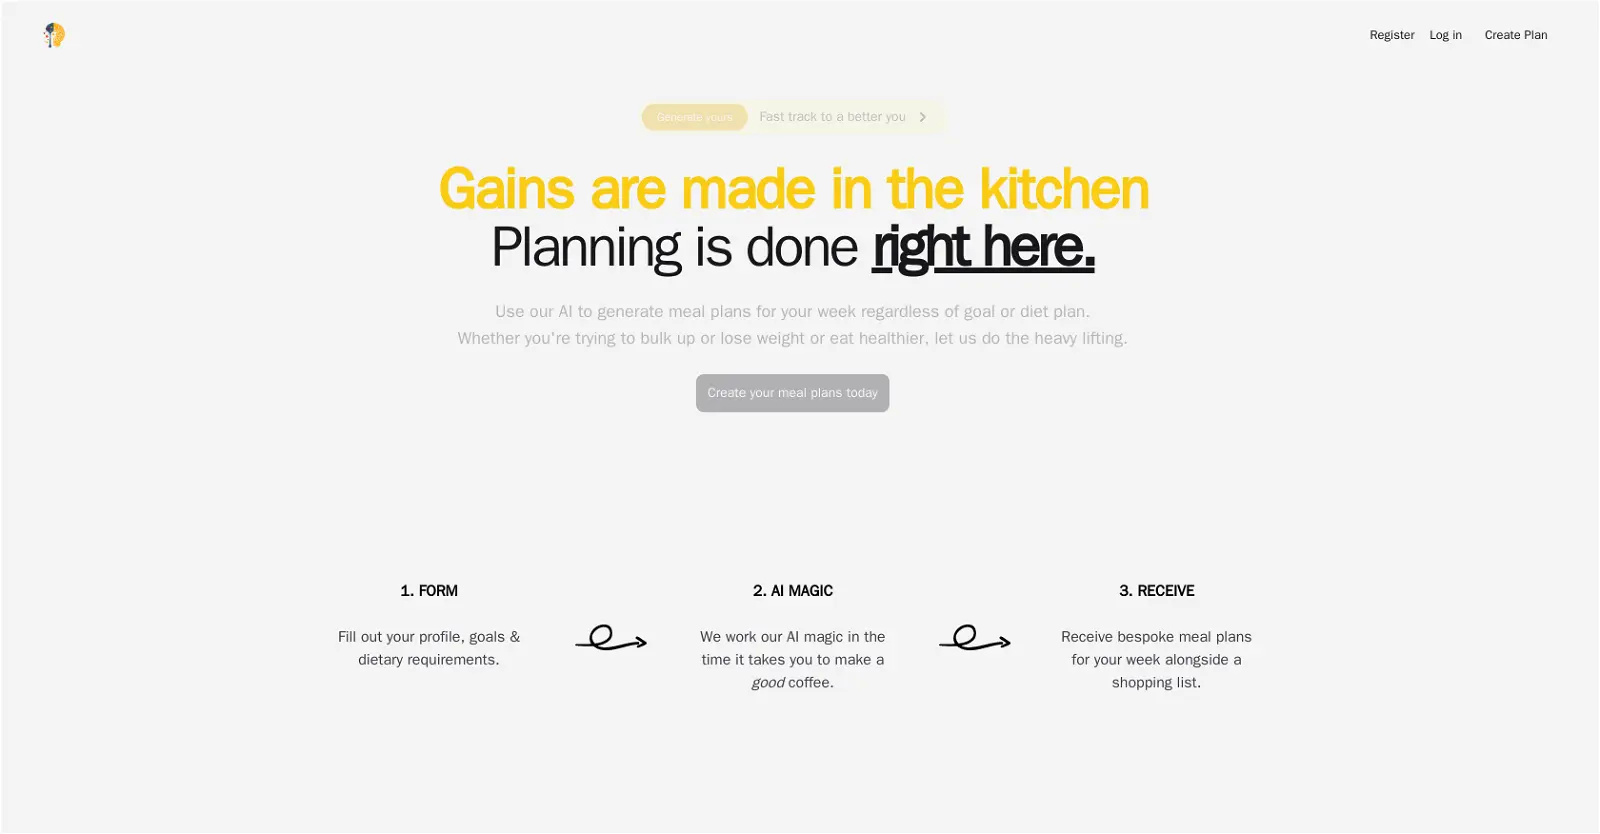 Register Log in Create Plan
Generate yours Fast track to a better you
Gains are made in the kitchen
Planning is done right here.
Use our AI to generate meal plans for your week regardless of goal or diet plan.
Whether you're trying to bulk up or lose weight or eat healthier, let us do the heavy lifting.
Create your meal plans today
1. FORM
Fill out your profile, goals &
dietary requirements.
2. AI MAGIC
We work our AI magic in the
time it takes you to make a
good coffee.
3. RECEIVE
Receive bespoke meal plans
for your week alongside a
shopping list.